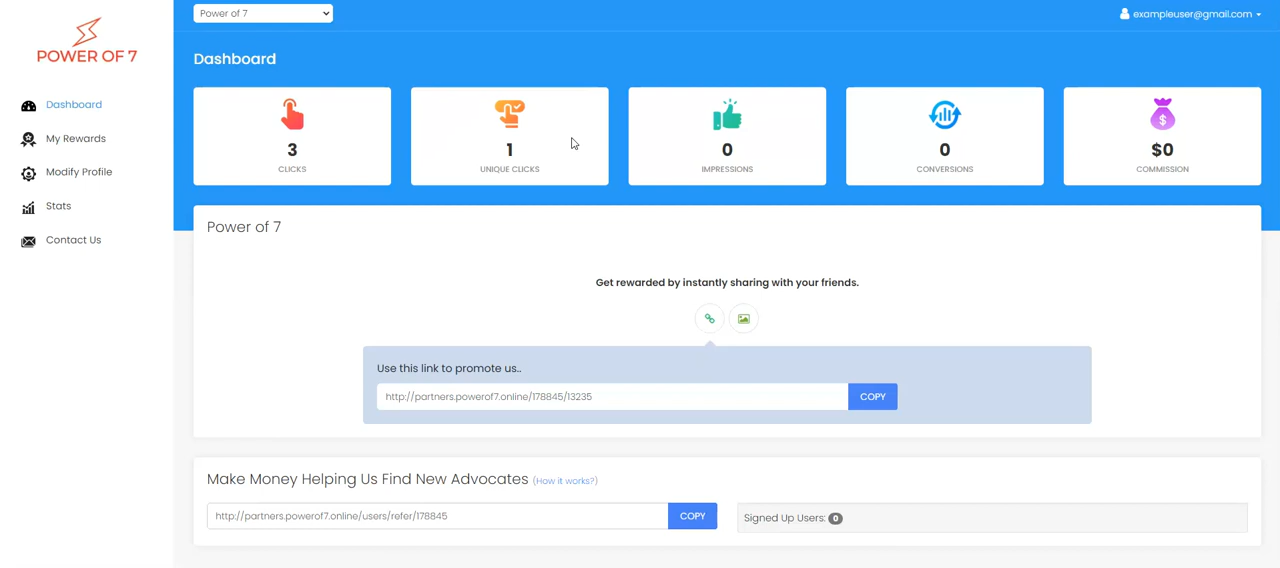 Power of 7
exampleuser@gmail.com
POWER OF 7
Dashboard
My Rewards
Modify Profile
Stats
Contact Us
Dashboard
3
CLICKS
1
UNIQUE CLICKS
0
IMPRESSIONS
0
CONVERSIONS
$0
COMMISSION
Power of 7
Get rewarded by instantly sharing with your friends.
Use this link to promote us..
http://partners.powerof7.online/178845/13235
COPY
Make Money Helping Us Find New Advocates (How it works?)
http://partners.powerof7.online/users/refer/178845
COPY
Signed Up Users: 0